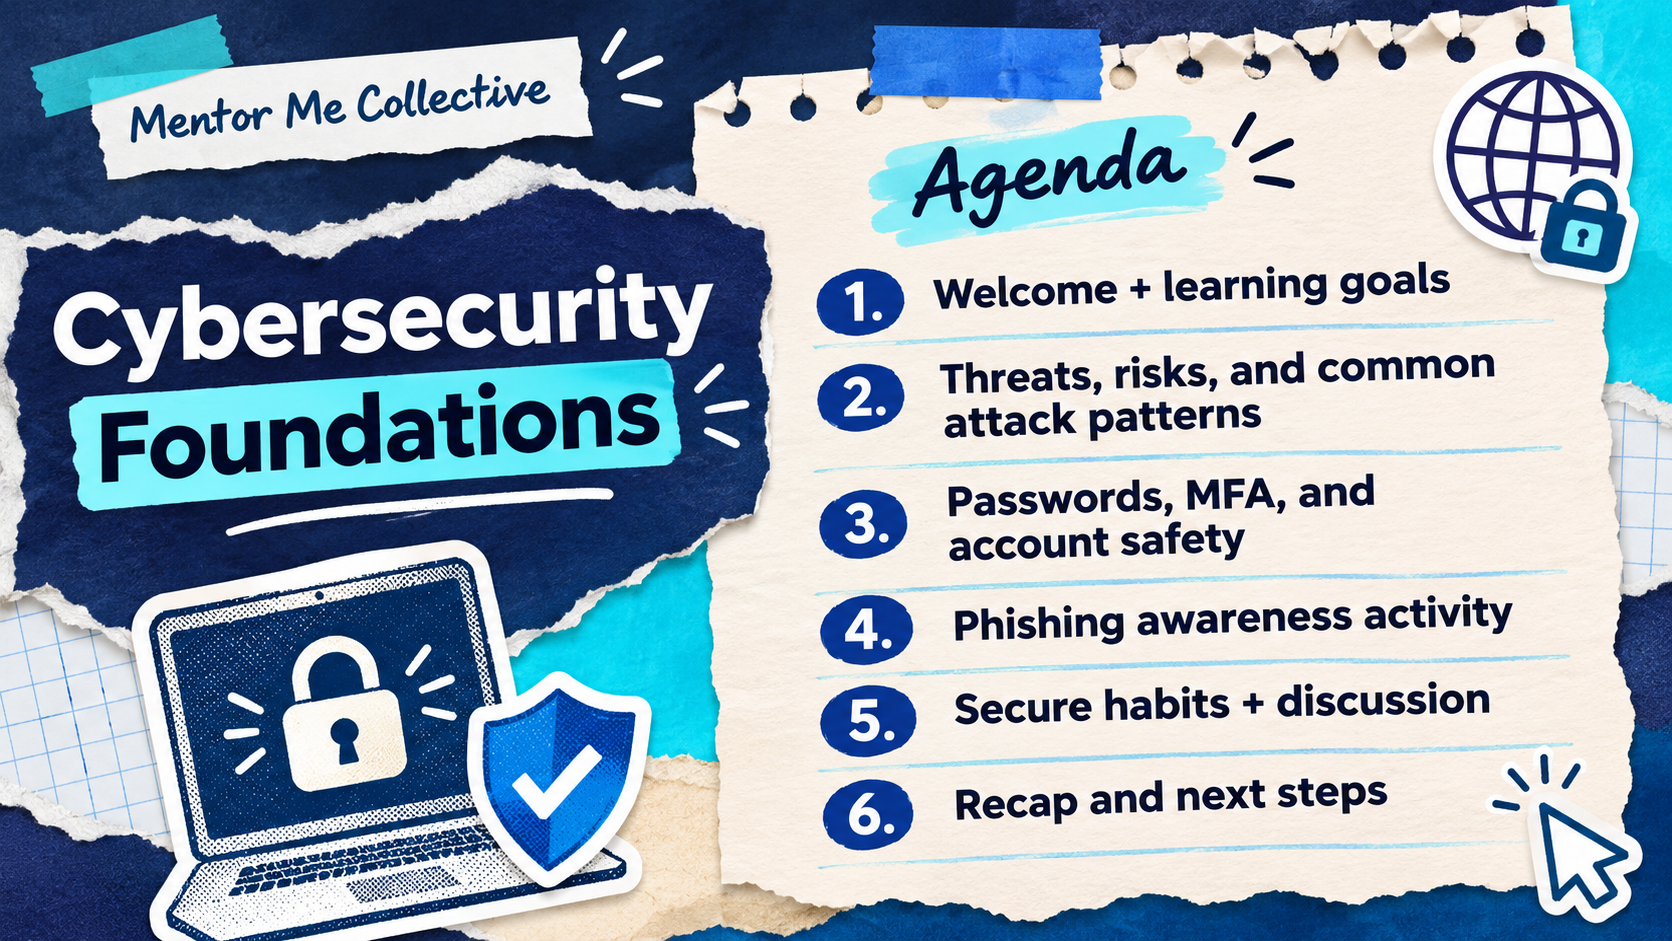 Mentor Me Collective
Cybersecurity
Foundations
Agenda
1. Welcome + learning goals
2. Threats, risks, and common
attack patterns
3. Passwords, MFA, and
account safety
4. Phishing awareness activity
5. Secure habits + discussion
6. Recap and next steps